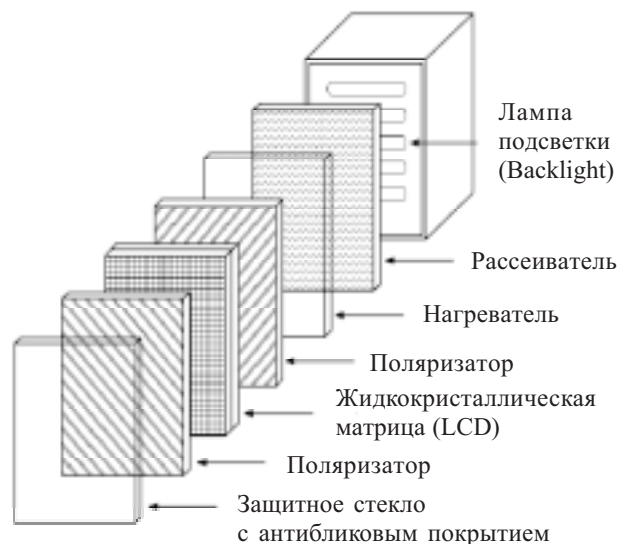 Лампа
подсветки
(Backlight)
Рассеиватель
Нагреватель
Поляризатор
Жидкокристаллическая
матрица (LCD)
Поляризатор
Защитное стекло
с антибликовым покрытием